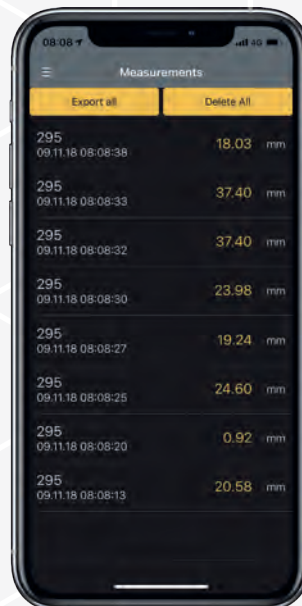 08:08
4G
Measurements
Export all Delete All
295
09.11.18 08:08:38 18.03 mm
295
09.11.18 08:08:33 37.40 mm
295
09.11.18 08:08:32 37.40 mm
295
09.11.18 08:08:30 23.98 mm
295
09.11.18 08:08:27 19.24 mm
295
09.11.18 08:08:25 24.60 mm
295
09.11.18 08:08:20 0.92 mm
295
09.11.18 08:08:13 20.58 mm